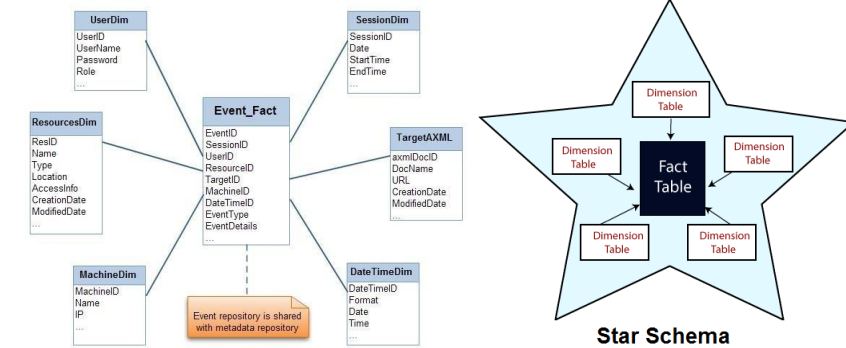 UserDim
UserID
UserName
Password
Role
...
SessionDim
SessionID
Date
StartTime
EndTime
...
Event_Fact
EventID
SessionID
UserID
ResourceID
TargetID
MachineID
DateTimeID
EventType
EventDetails
...
ResourcesDim
ResID
Name
Type
Location
AccessInfo
CreationDate
ModifiedDate
...
TargetAXML
axmlDocID
DocName
URL
CreationDate
ModifiedDate
...
MachineDim
MachineID
Name
IP
...
DateTimeDim
DateTimeID
Format
Date
Time
...
Event repository is shared
with metadata repository
Dimension
Table
Dimension
Table
Fact
Table
Dimension
Table
Dimension
Table
Dimension
Table
Star Schema